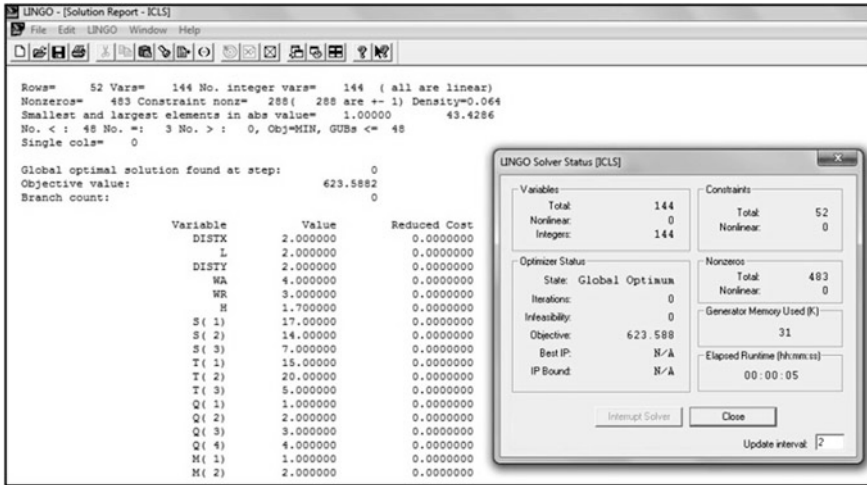 LINGO - [Solution Report - ICLS]
File Edit LINGO Window Help
Rows= 52 Vars= 144 No. integer vars= 144 ( all are linear)
Nonzeros= 483 Constraint nonz= 288( 288 are +- 1) Density=0.064
Smallest and largest elements in abs value= 1.00000 43.4286
No. < : 48 No. =: 3 No. > : 0, Obj=MIN, GUBs <= 48
Single cols= 0
Global optimal solution found at step: 0
Objective value: 623.5882
Branch count: 0
Variable Value Reduced Cost
DISTX 2.000000 0.0000000
L 2.000000 0.0000000
DISTY 2.000000 0.0000000
WA 4.000000 0.0000000
WR 3.000000 0.0000000
H 1.700000 0.0000000
S( 1) 17.00000 0.0000000
S( 2) 14.00000 0.0000000
S( 3) 7.000000 0.0000000
T( 1) 15.00000 0.0000000
T( 2) 20.00000 0.0000000
T( 3) 5.000000 0.0000000
Q( 1) 1.000000 0.0000000
Q( 2) 2.000000 0.0000000
Q( 3) 3.000000 0.0000000
Q( 4) 4.000000 0.0000000
M( 1) 1.000000 0.0000000
M( 2) 2.000000 0.0000000
LINGO Solver Status [ICLS]
Variables
Total: 144
Nonlinear: 0
Integers: 144
Constraints
Total: 52
Nonlinear: 0
Optimizer Status
State: Global Optimum
Iterations: 0
Infeasibility: 0
Objective: 623.588
Best IP: N/A
IP Bound: N/A
Nonzeros
Total: 483
Nonlinear: 0
Generator Memory Used (K)
31
Elapsed Runtime (hh:mm:ss)
00:00:05
Interrupt Solver
Close
Update interval: 2